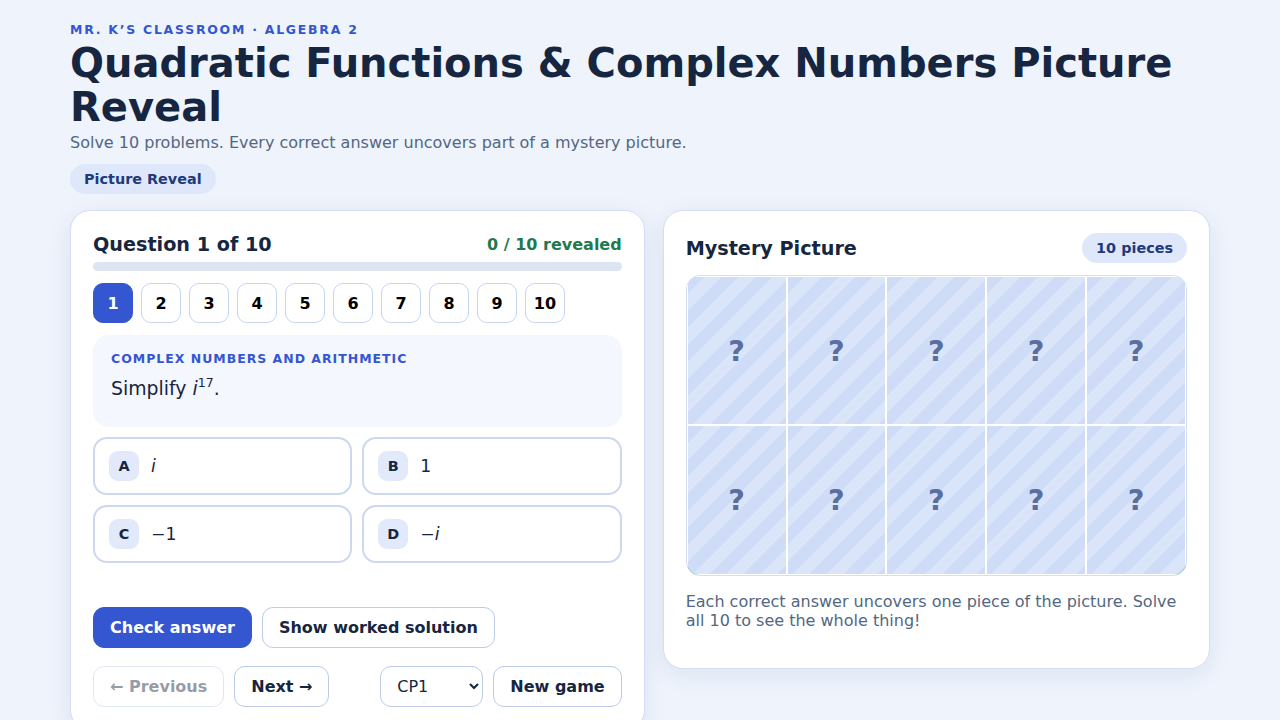 MR. K’S CLASSROOM · ALGEBRA 2
Quadratic Functions & Complex Numbers Picture
Reveal
Solve 10 problems. Every correct answer uncovers part of a mystery picture.
Picture Reveal
Question 1 of 10
0 / 10 revealed
1 2 3 4 5 6 7 8 9 10
COMPLEX NUMBERS AND ARITHMETIC
Simplify i¹⁷.
A i
B 1
C −1
D −i
Check answer
Show worked solution
← Previous
Next →
CP1
New game
Mystery Picture
10 pieces
? ? ? ? ?
? ? ? ? ?
Each correct answer uncovers one piece of the picture. Solve
all 10 to see the whole thing!